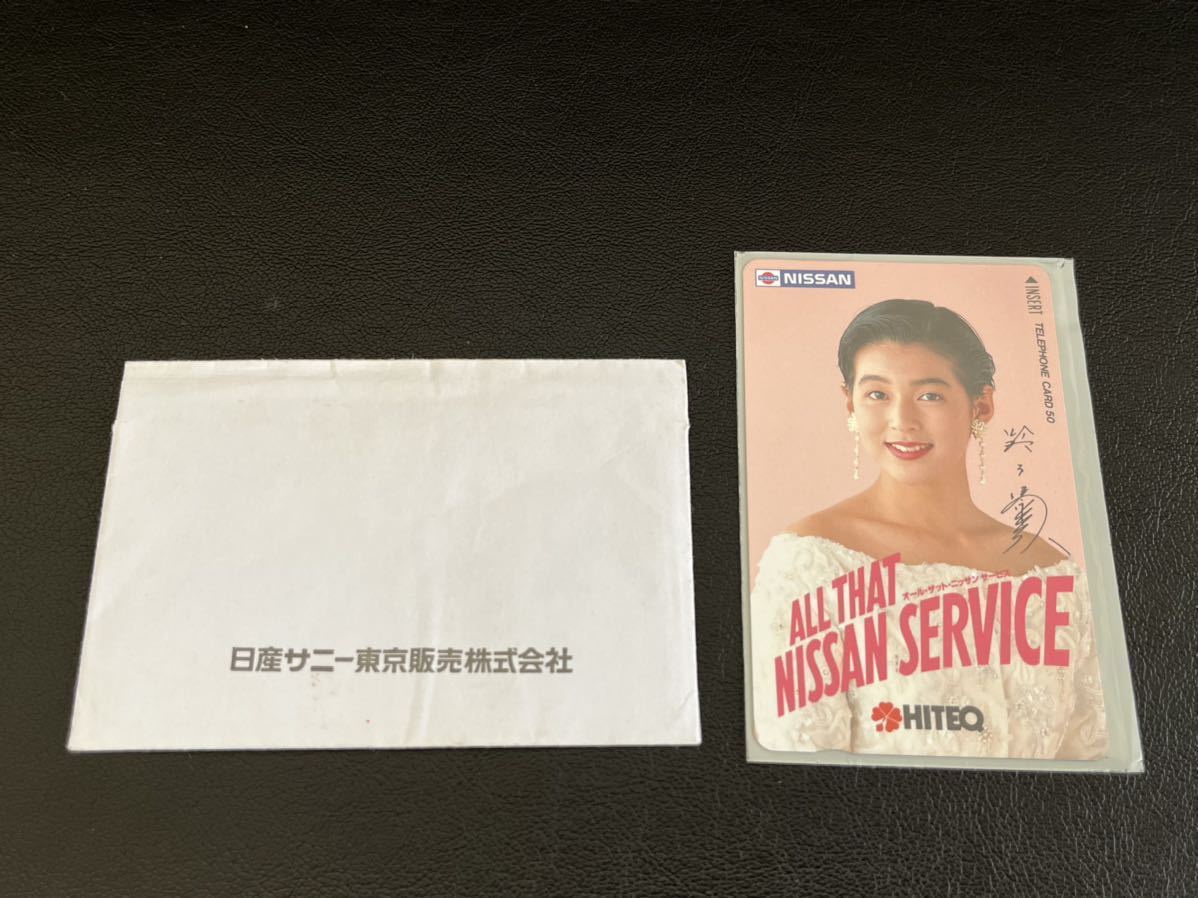 日産サニー東京販売株式会社
NISSAN
NISSAN
◀INSERT TELEPHONE CARD 50
ALL THAT
オール・ザット・ニッサン サービス
NISSAN SERVICE
HITEQ